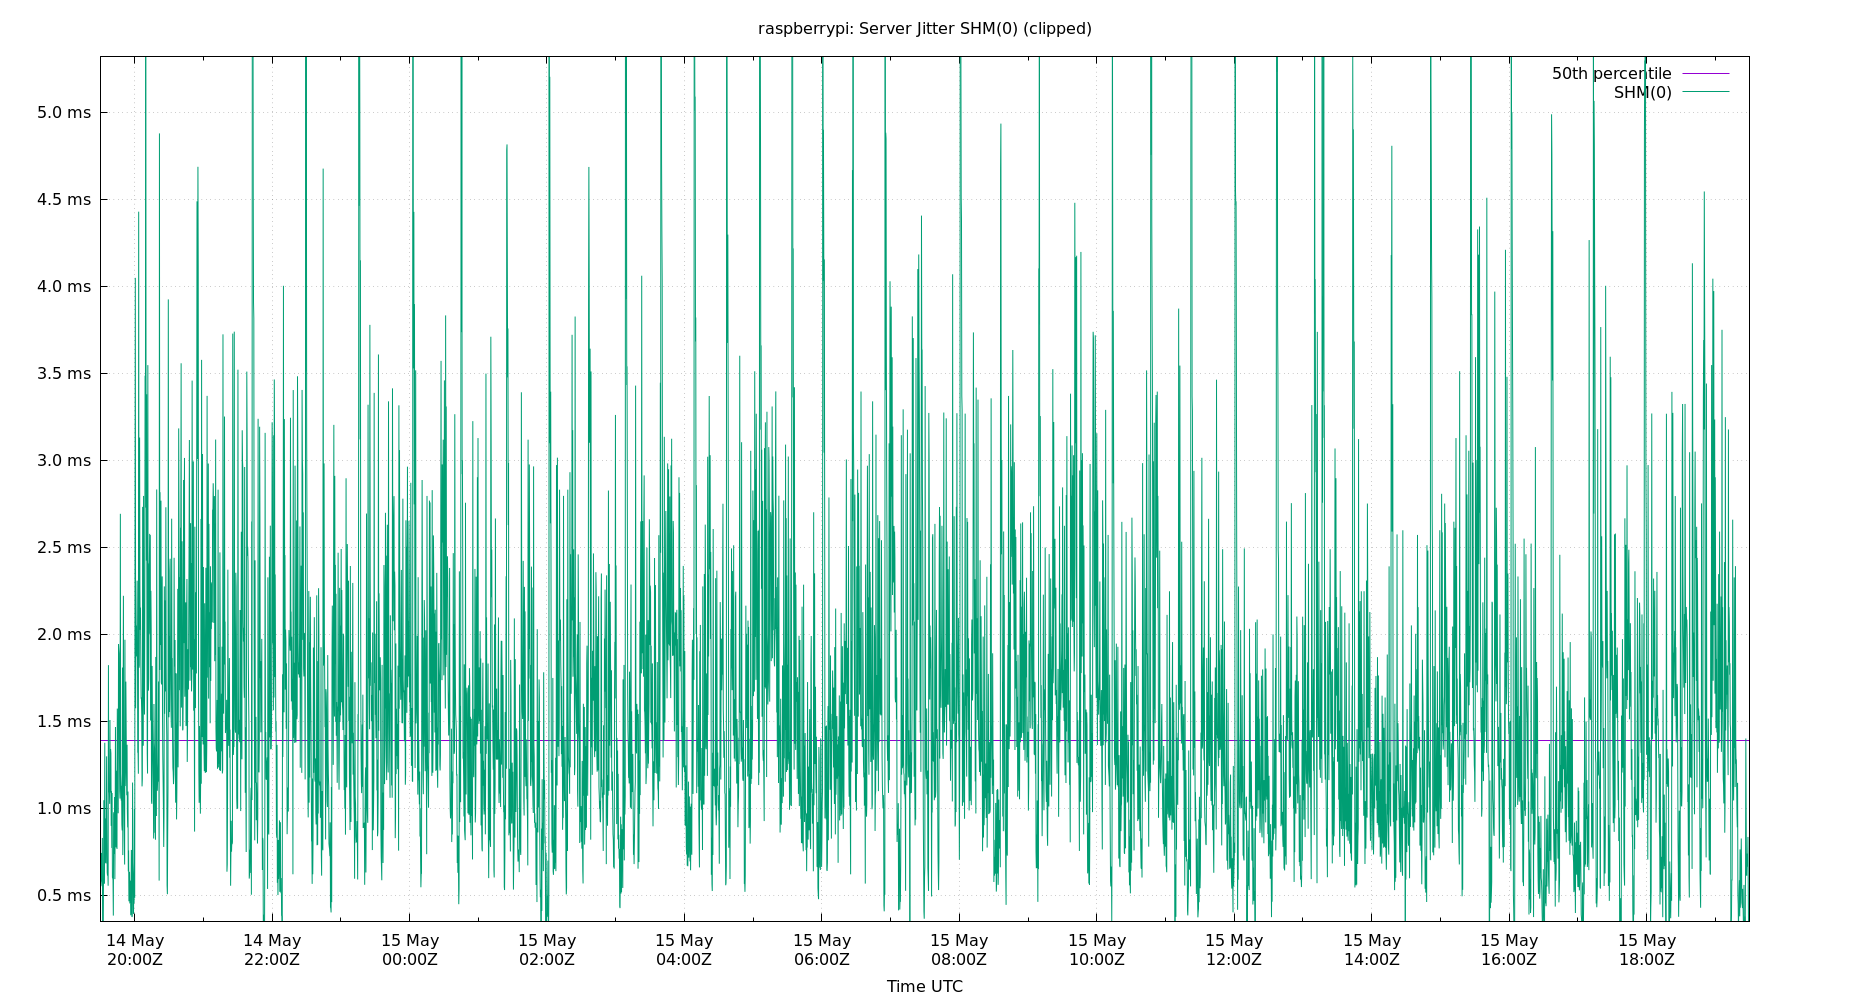 raspberrypi: Server Jitter SHM(0) (clipped)
50th percentile
SHM(0)
5.0 ms
4.5 ms
4.0 ms
3.5 ms
3.0 ms
2.5 ms
2.0 ms
1.5 ms
1.0 ms
0.5 ms
14 May 14 May 15 May 15 May 15 May 15 May 15 May 15 May 15 May 15 May 15 May 15 May
20:00Z 22:00Z 00:00Z 02:00Z 04:00Z 06:00Z 08:00Z 10:00Z 12:00Z 14:00Z 16:00Z 18:00Z
Time UTC